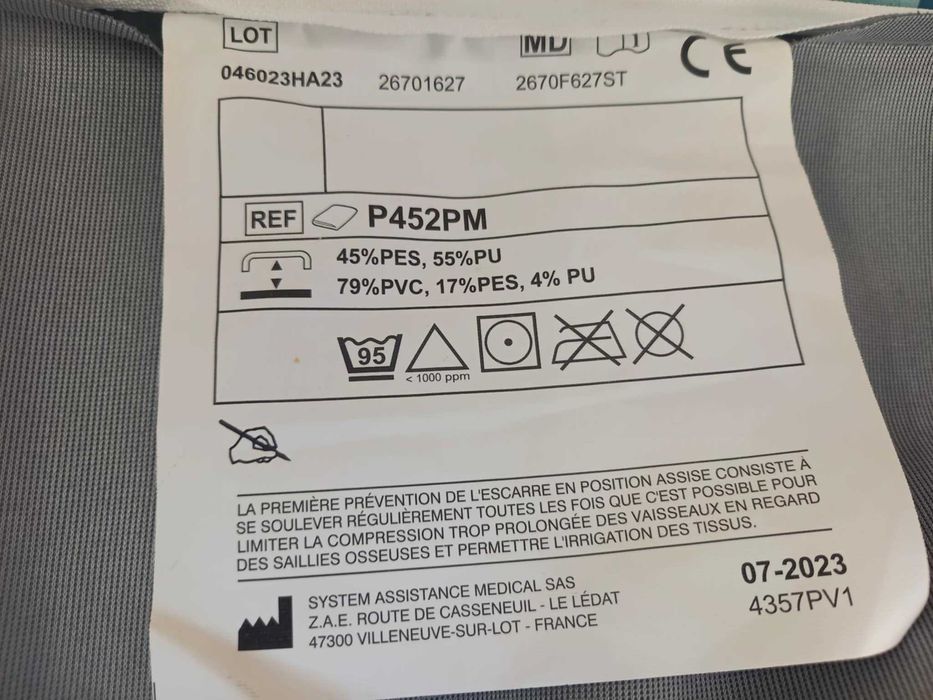 LOT MD CE
046023HA23 26701627 2670F627ST
REF P452PM
45%PES, 55%PU
79%PVC, 17%PES, 4% PU
95
< 1000 ppm
LA PREMIÈRE PRÉVENTION DE L'ESCARRE EN POSITION ASSISE CONSISTE À
SE SOULEVER RÉGULIÈREMENT TOUTES LES FOIS QUE C'EST POSSIBLE POUR
LIMITER LA COMPRESSION TROP PROLONGÉE DES VAISSEAUX EN REGARD
DES SAILLIES OSSEUSES ET PERMETTRE L'IRRIGATION DES TISSUS.
SYSTEM ASSISTANCE MEDICAL SAS
Z.A.E. ROUTE DE CASSENEUIL - LE LÉDAT
47300 VILLENEUVE-SUR-LOT - FRANCE
07-2023
4357PV1